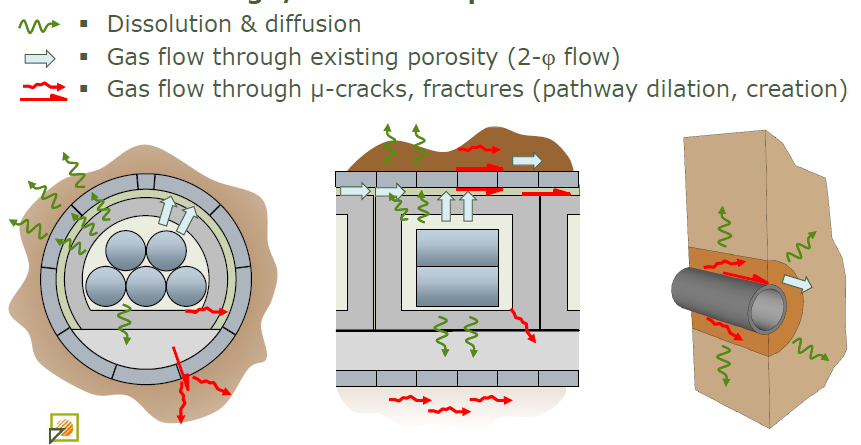 ▪ Dissolution & diffusion
▪ Gas flow through existing porosity (2-φ flow)
▪ Gas flow through μ-cracks, fractures (pathway dilation, creation)